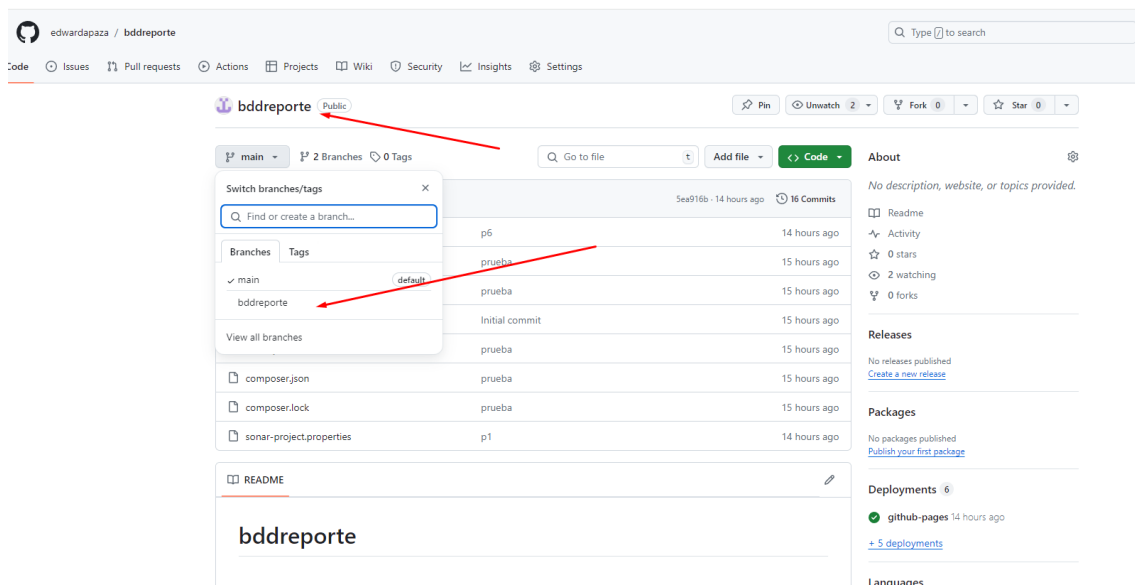 edwardapaza / bddreporte
Type / to search
Code Issues Pull requests Actions Projects Wiki Security Insights Settings
bddreporte Public
Pin Unwatch 2 Fork 0 Star 0
main 2 Branches 0 Tags
Go to file t Add file Code
Switch branches/tags
Find or create a branch...
Branches Tags
main default
bddreporte
View all branches
5ea916b · 14 hours ago 16 Commits
p6 14 hours ago
prueba 15 hours ago
prueba 15 hours ago
Initial commit 15 hours ago
prueba 15 hours ago
composer.json prueba 15 hours ago
composer.lock prueba 15 hours ago
sonar-project.properties p1 14 hours ago
README
bddreporte
About
No description, website, or topics provided.
Readme
Activity
0 stars
2 watching
0 forks
Releases
No releases published
Create a new release
Packages
No packages published
Publish your first package
Deployments 6
github-pages 14 hours ago
+ 5 deployments
Languages